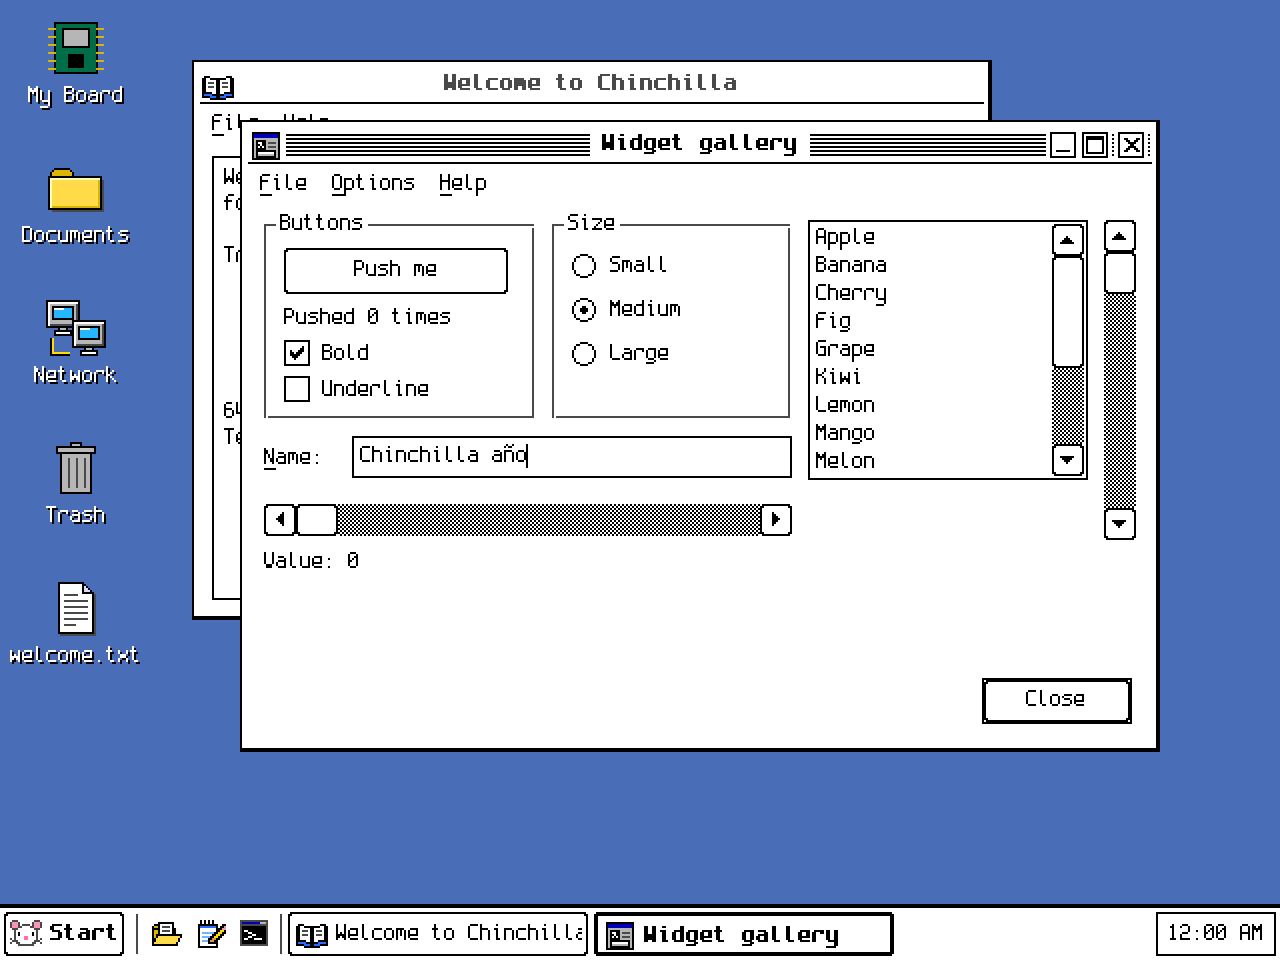 My Board
Documents
Network
Trash
welcome.txt
Welcome to Chinchilla
Widget gallery
File Options Help
Buttons
Push me
Pushed 0 times
Bold
Underline
Size
Small
Medium
Large
Apple
Banana
Cherry
Fig
Grape
Kiwi
Lemon
Mango
Melon
Name: Chinchilla año
Value: 0
Close
Start
Welcome to Chinchilla
Widget gallery
12:00 AM